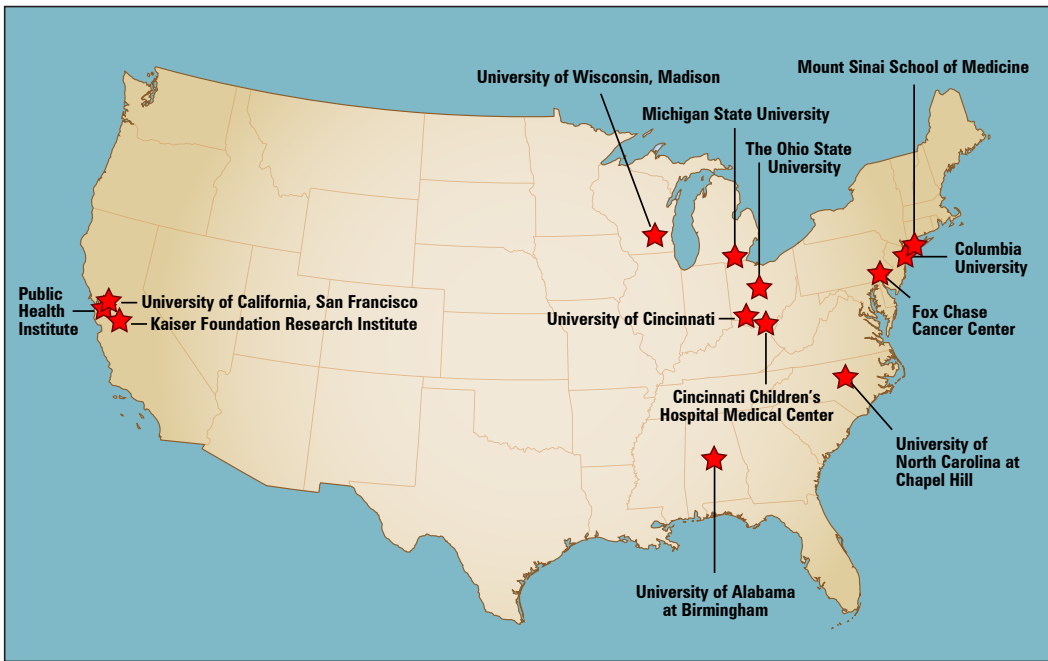 Mount Sinai School of Medicine
University of Wisconsin, Madison
Michigan State University
The Ohio State
University
Columbia
University
Public
Health
Institute
University of California, San Francisco
Kaiser Foundation Research Institute
University of Cincinnati
Fox Chase
Cancer Center
Cincinnati Children’s
Hospital Medical Center
University of
North Carolina at
Chapel Hill
University of Alabama
at Birmingham